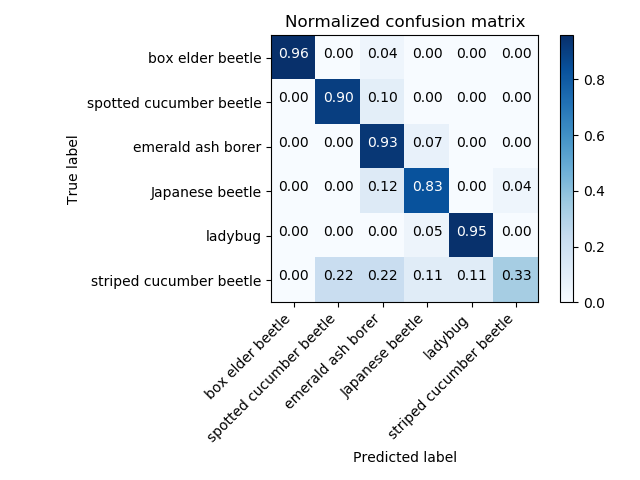 Normalized confusion matrix
True label
box elder beetle 0.96 0.00 0.04 0.00 0.00 0.00
spotted cucumber beetle 0.00 0.90 0.10 0.00 0.00 0.00
emerald ash borer 0.00 0.00 0.93 0.07 0.00 0.00
Japanese beetle 0.00 0.00 0.12 0.83 0.00 0.04
ladybug 0.00 0.00 0.00 0.05 0.95 0.00
striped cucumber beetle 0.00 0.22 0.22 0.11 0.11 0.33
box elder beetle
spotted cucumber beetle
emerald ash borer
Japanese beetle
ladybug
striped cucumber beetle
Predicted label
0.8
0.6
0.4
0.2
0.0